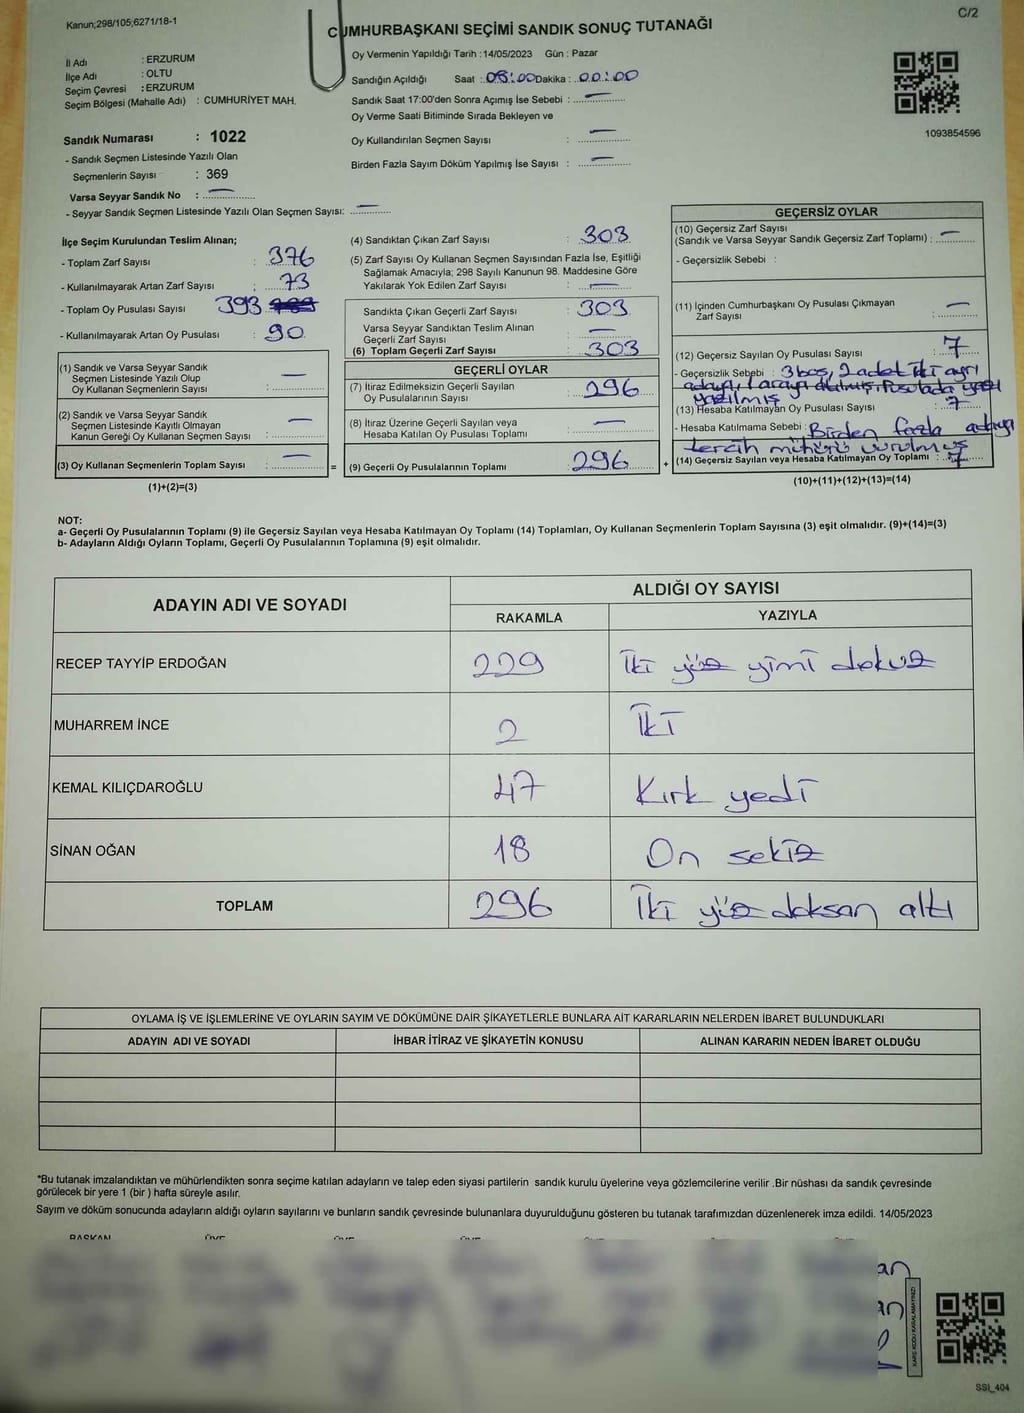 Kanun;298/105;6271/18-1
C/2
CUMHURBAŞKANI SEÇİMİ SANDIK SONUÇ TUTANAĞI
İl Adı : ERZURUM
İlçe Adı : OLTU
Seçim Çevresi : ERZURUM
Seçim Bölgesi (Mahalle Adı) : CUMHURİYET MAH.
Sandık Numarası : 1022
- Sandık Seçmen Listesinde Yazılı Olan
Seçmenlerin Sayısı : 369
Varsa Seyyar Sandık No : —
- Seyyar Sandık Seçmen Listesinde Yazılı Olan Seçmen Sayısı: —
Oy Vermenin Yapıldığı Tarih :14/05/2023 Gün : Pazar
Sandığın Açıldığı Saat : 08:00 Dakika : 00:00
Sandık Saat 17:00'den Sonra Açımış İse Sebebi : —
Oy Verme Saati Bitiminde Sırada Bekleyen ve
Oy Kullandırılan Seçmen Sayısı : —
Birden Fazla Sayım Döküm Yapılmış İse Sayısı : —
1093854596
İlçe Seçim Kurulundan Teslim Alınan;
- Toplam Zarf Sayısı : 376
- Kullanılmayarak Artan Zarf Sayısı : 73
- Toplam Oy Pusulası Sayısı 393
- Kullanılmayarak Artan Oy Pusulası : 90
(1) Sandık ve Varsa Seyyar Sandık
Seçmen Listesinde Yazılı Olup
Oy Kullanan Seçmenlerin Sayısı : —
(2) Sandık ve Varsa Seyyar Sandık
Seçmen Listesinde Kayıtlı Olmayan
Kanun Gereği Oy Kullanan Seçmen Sayısı : —
(3) Oy Kullanan Seçmenlerin Toplam Sayısı : —
(1)+(2)=(3)
(4) Sandıktan Çıkan Zarf Sayısı : 303
(5) Zarf Sayısı Oy Kullanan Seçmen Sayısından Fazla İse, Eşitliği
Sağlamak Amacıyla; 298 Sayılı Kanunun 98. Maddesine Göre
Yakılarak Yok Edilen Zarf Sayısı : —
Sandıkta Çıkan Geçerli Zarf Sayısı : 303
Varsa Seyyar Sandıktan Teslim Alınan
Geçerli Zarf Sayısı : —
(6) Toplam Geçerli Zarf Sayısı : 303
GEÇERLİ OYLAR
(7) İtiraz Edilmeksizin Geçerli Sayılan
Oy Pusulalarının Sayısı : 296
(8) İtiraz Üzerine Geçerli Sayılan veya
Hesaba Katılan Oy Pusulası Toplamı : —
= (9) Geçerli Oy Pusulalarının Toplamı : 296 +
GEÇERSİZ OYLAR
(10) Geçersiz Zarf Sayısı
(Sandık ve Varsa Seyyar Sandık Geçersiz Zarf Toplamı) : —
- Geçersizlik Sebebi :
(11) İçinden Cumhurbaşkanı Oy Pusulası Çıkmayan
Zarf Sayısı : —
(12) Geçersiz Sayılan Oy Pusulası Sayısı : 7
- Geçersizlik Sebebi : 3 boş, 2 adet iki ayrı
yazılmış
(13) Hesaba Katılmayan Oy Pusulası Sayısı : 7
- Hesaba Katılmama Sebebi : Birden fazla adayı
tercih mühürü vurulmuş
(14) Geçersiz Sayılan veya Hesaba Katılmayan Oy Toplamı : 7
(10)+(11)+(12)+(13)=(14)
NOT:
a- Geçerli Oy Pusulalarının Toplamı (9) ile Geçersiz Sayılan veya Hesaba Katılmayan Oy Toplamı (14) Toplamları, Oy Kullanan Seçmenlerin Toplam Sayısına (3) eşit olmalıdır. (9)+(14)=(3)
b- Adayların Aldığı Oyların Toplamı, Geçerli Oy Pusulalarının Toplamına (9) eşit olmalıdır.
ADAYIN ADI VE SOYADI ALDIĞI OY SAYISI
RAKAMLA YAZIYLA
RECEP TAYYİP ERDOĞAN 229 İki yüz yimi dokuz
MUHARREM İNCE 2 İki
KEMAL KILIÇDAROĞLU 47 Kırk yedi
SİNAN OĞAN 18 On sekiz
TOPLAM 296 İki yüz doksan altı
OYLAMA İŞ VE İŞLEMLERİNE VE OYLARIN SAYIM VE DÖKÜMÜNE DAİR ŞİKAYETLERLE BUNLARA AİT KARARLARIN NELERDEN İBARET BULUNDUKLARI
ADAYIN ADI VE SOYADI İHBAR İTİRAZ VE ŞİKAYETİN KONUSU ALINAN KARARIN NEDEN İBARET OLDUĞU
*Bu tutanak imzalandıktan ve mühürlendikten sonra seçime katılan adayların ve talep eden siyasi partilerin sandık kurulu üyelerine veya gözlemcilerine verilir .Bir nüshası da sandık çevresinde
görülecek bir yere 1 (bir ) hafta süreyle asılır.
Sayım ve döküm sonucunda adayların aldığı oyların sayılarını ve bunların sandık çevresinde bulunanlara duyurulduğunu gösteren bu tutanak tarafımızdan düzenlenerek imza edildi. 14/05/2023
BAŞKAN ÜYE ÜYE ÜYE ÜYE
KARE KODU KARALAMAYINIZ!
SSI_404